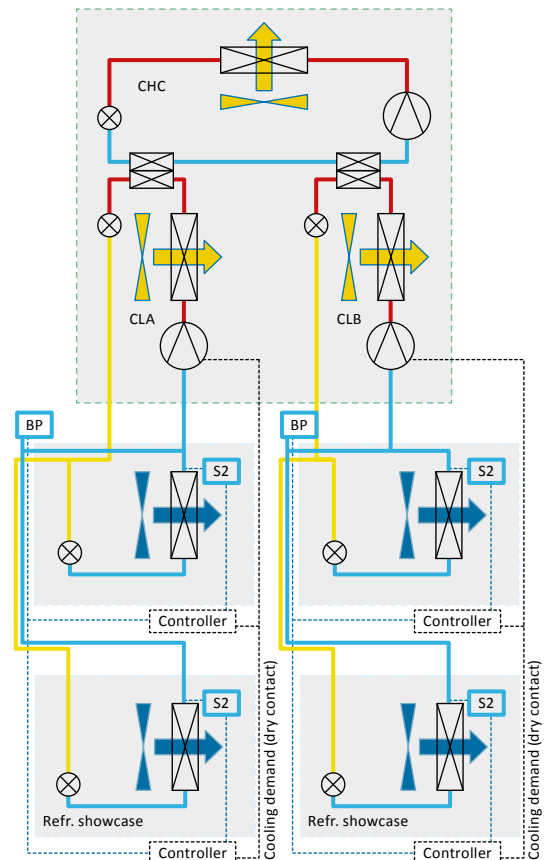 CHC
CLA
CLB
BP
BP
S2
S2
Controller
Controller
S2
S2
Refr. showcase
Refr. showcase
Controller
Controller
Cooling demand (dry contact)
Cooling demand (dry contact)